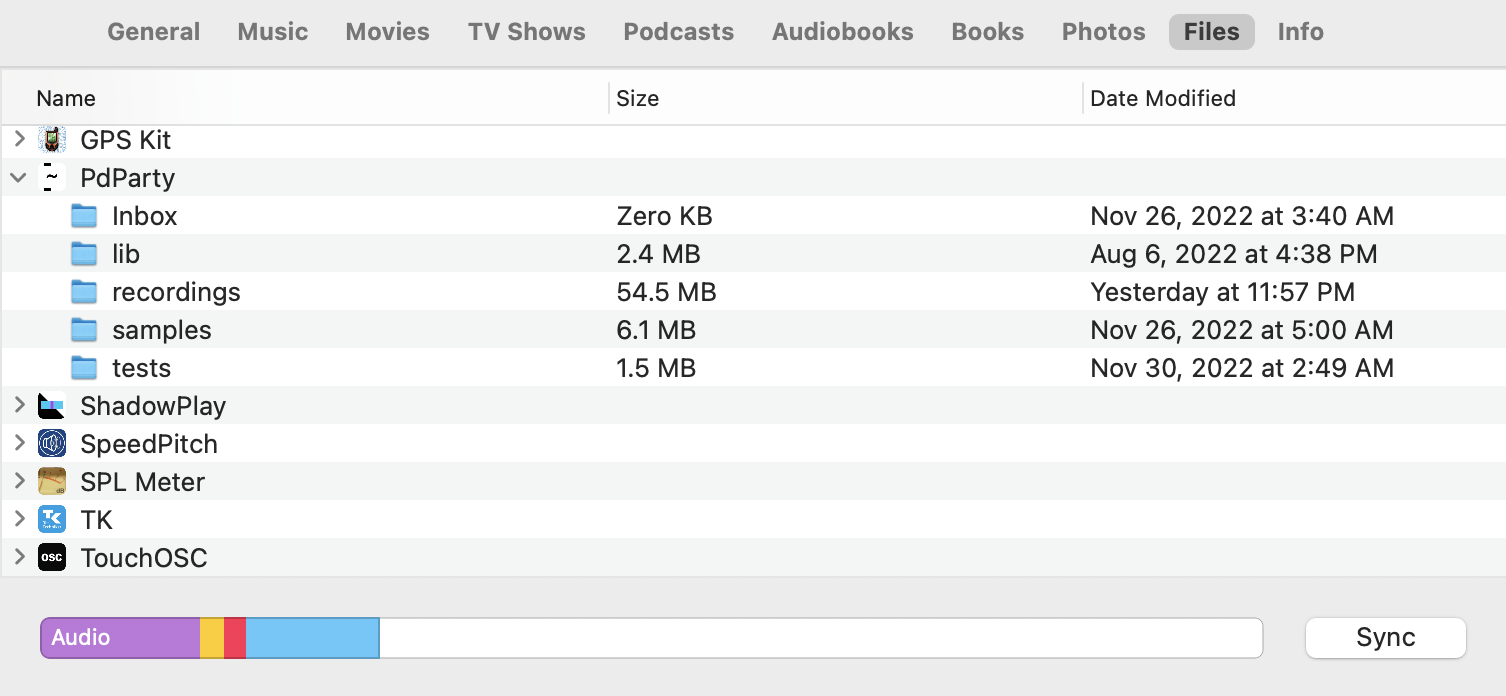 General Music Movies TV Shows Podcasts Audiobooks Books Photos Files Info
Name Size Date Modified
GPS Kit
~ PdParty
Inbox Zero KB Nov 26, 2022 at 3:40 AM
lib 2.4 MB Aug 6, 2022 at 4:38 PM
recordings 54.5 MB Yesterday at 11:57 PM
samples 6.1 MB Nov 26, 2022 at 5:00 AM
tests 1.5 MB Nov 30, 2022 at 2:49 AM
ShadowPlay
SpeedPitch
dB SPL Meter
TK TK
OSC TouchOSC
Audio Sync